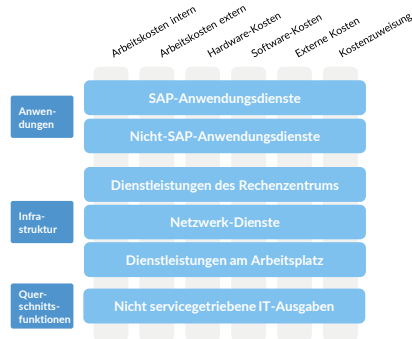 Arbeitskosten intern
Arbeitskosten extern
Hardware-Kosten
Software-Kosten
Externe Kosten
Kostenzuweisung
Anwen-
dungen
SAP-Anwendungsdienste
Nicht-SAP-Anwendungsdienste
Infra-
struktur
Dienstleistungen des Rechenzentrums
Netzwerk-Dienste
Dienstleistungen am Arbeitsplatz
Quer-
schnitts-
funktionen
Nicht servicegetriebene IT-Ausgaben